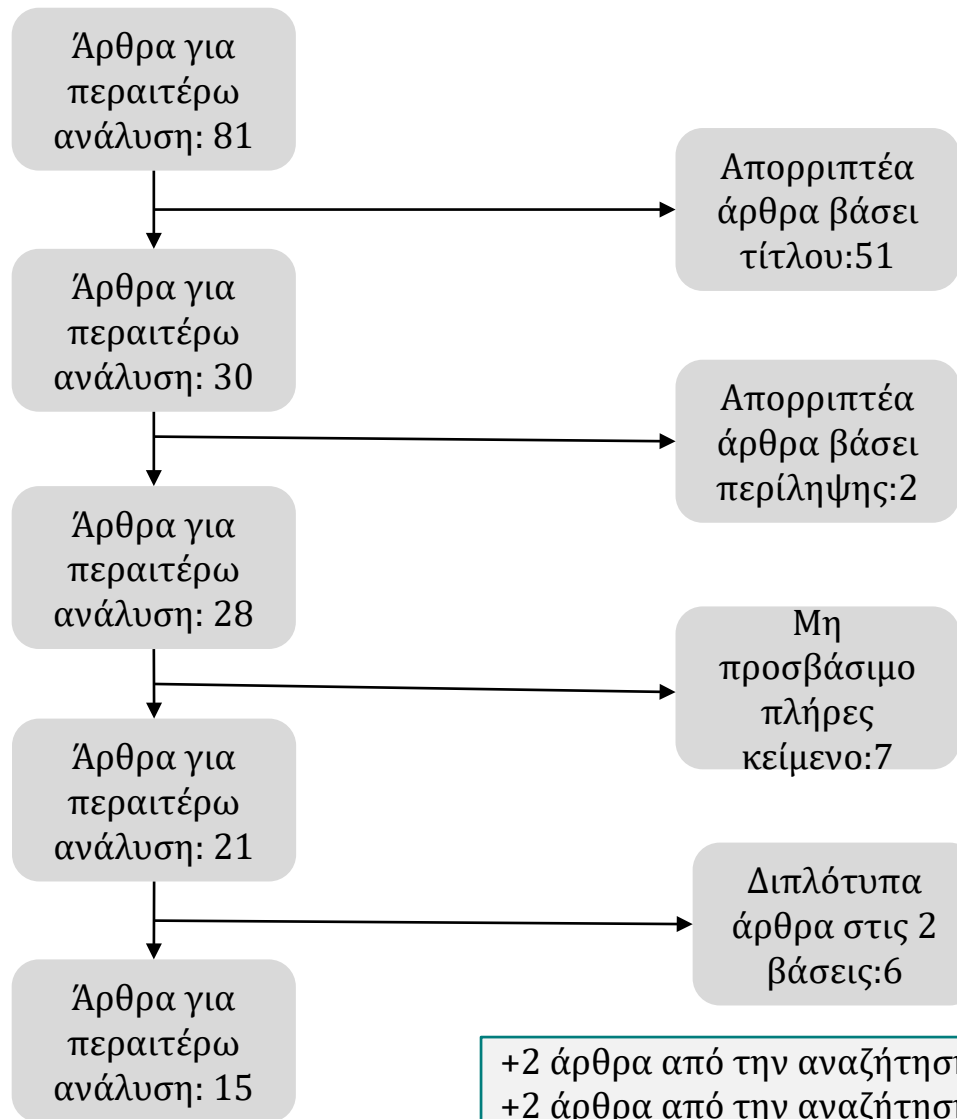 Άρθρα για
περαιτέρω
ανάλυση: 81
Απορριπτέα
άρθρα βάσει
τίτλου:51
Άρθρα για
περαιτέρω
ανάλυση: 30
Απορριπτέα
άρθρα βάσει
περίληψης:2
Άρθρα για
περαιτέρω
ανάλυση: 28
Μη
προσβάσιμο
πλήρες
κείμενο:7
Άρθρα για
περαιτέρω
ανάλυση: 21
Διπλότυπα
άρθρα στις 2
βάσεις:6
Άρθρα για
περαιτέρω
ανάλυση: 15
+2 άρθρα από την αναζήτηση
+2 άρθρα από την αναζήτηση